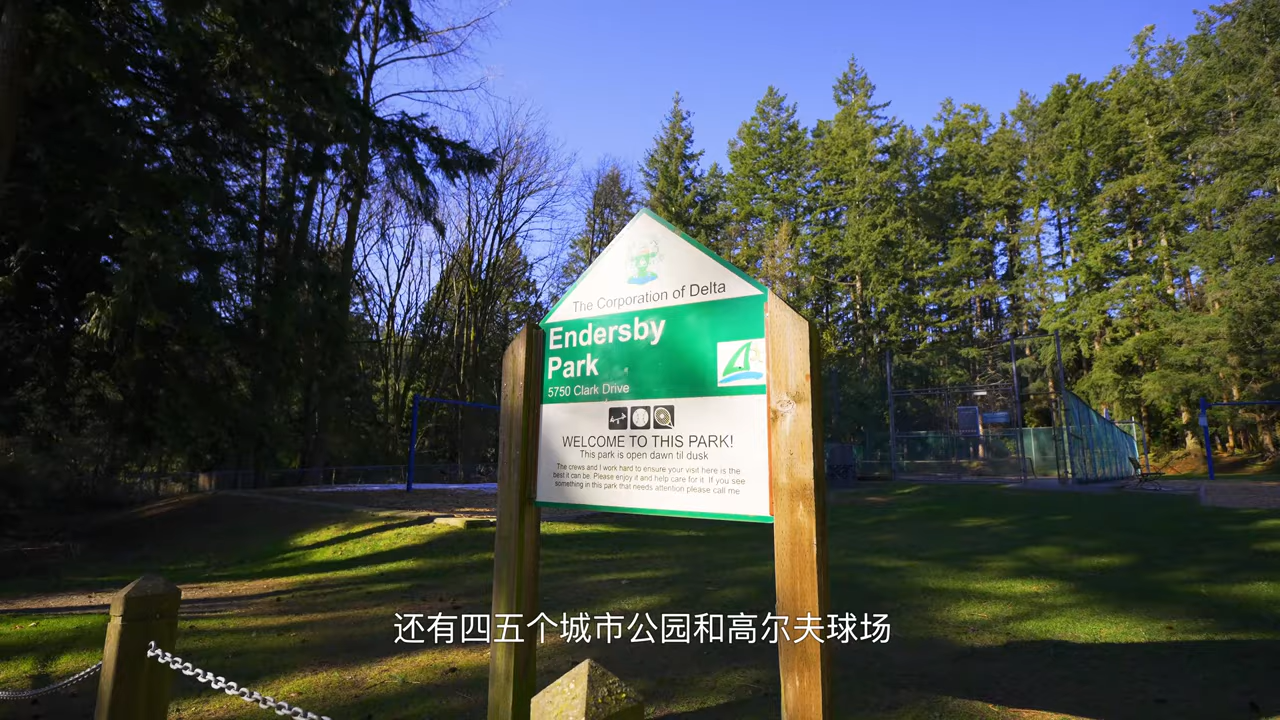 The Corporation of Delta
Endersby
Park
5750 Clark Drive
WELCOME TO THIS PARK!
This park is open dawn til dusk
The crews and I work hard to ensure your visit here is the
best it can be. Please enjoy it and help care for it. If you see
something in this park that needs attention please call me
还有四五个城市公园和高尔夫球场